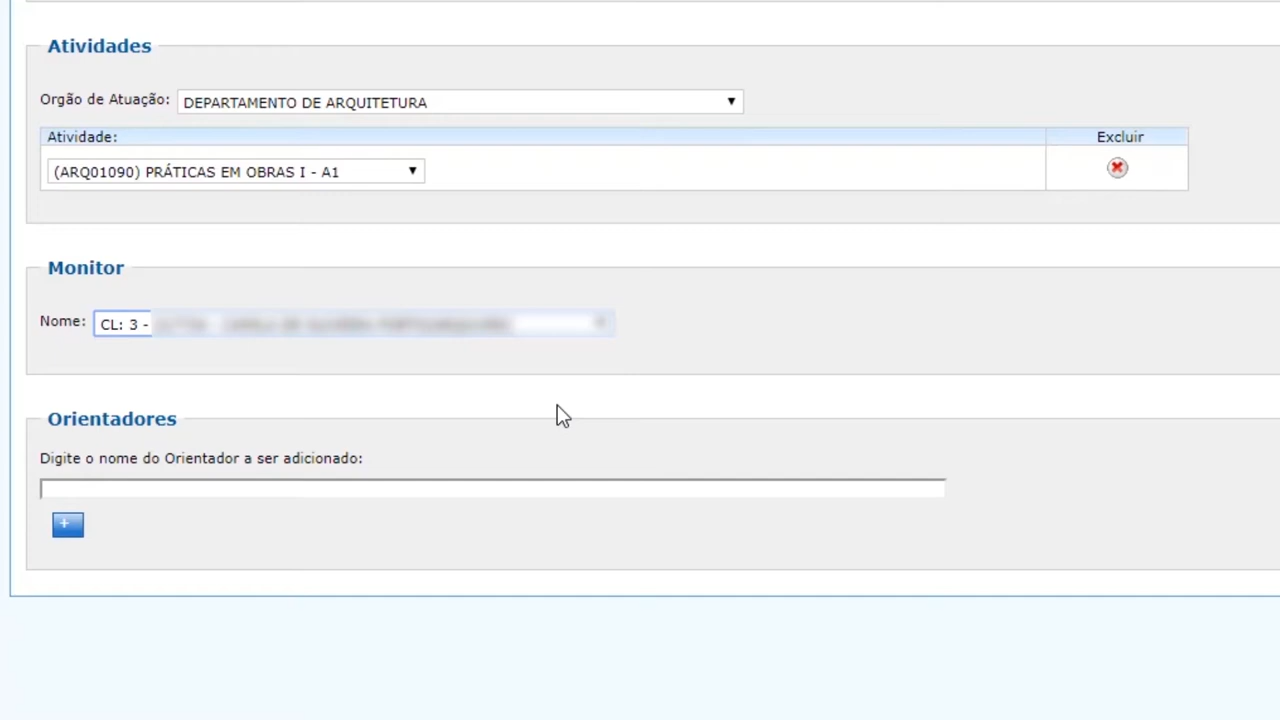 Atividades
Orgão de Atuação: DEPARTAMENTO DE ARQUITETURA
Atividade: Excluir
(ARQ01090) PRÁTICAS EM OBRAS I - A1
Monitor
Nome: CL: 3 -
Orientadores
Digite o nome do Orientador a ser adicionado:
+